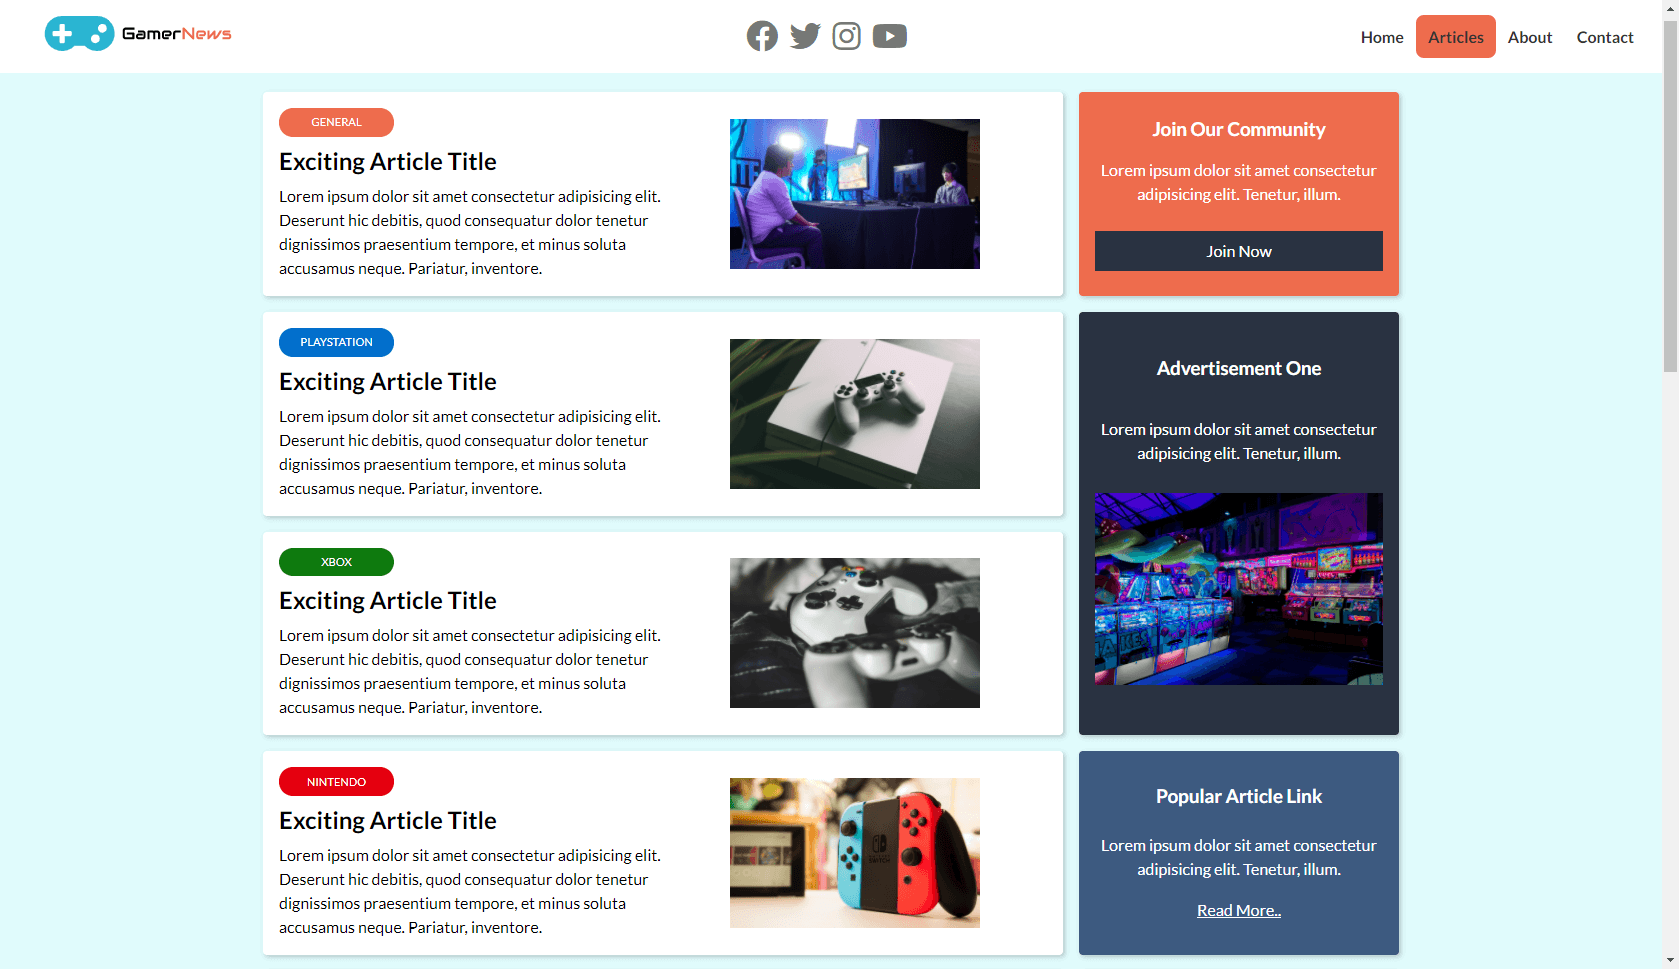 GamerNews
Home Articles About Contact
GENERAL
Exciting Article Title
Lorem ipsum dolor sit amet consectetur adipisicing elit.
Deserunt hic debitis, quod consequatur dolor tenetur
dignissimos praesentium tempore, et minus soluta
accusamus neque. Pariatur, inventore.
Join Our Community
Lorem ipsum dolor sit amet consectetur
adipisicing elit. Tenetur, illum.
Join Now
PLAYSTATION
Exciting Article Title
Lorem ipsum dolor sit amet consectetur adipisicing elit.
Deserunt hic debitis, quod consequatur dolor tenetur
dignissimos praesentium tempore, et minus soluta
accusamus neque. Pariatur, inventore.
Advertisement One
Lorem ipsum dolor sit amet consectetur
adipisicing elit. Tenetur, illum.
XBOX
Exciting Article Title
Lorem ipsum dolor sit amet consectetur adipisicing elit.
Deserunt hic debitis, quod consequatur dolor tenetur
dignissimos praesentium tempore, et minus soluta
accusamus neque. Pariatur, inventore.
NINTENDO
Exciting Article Title
Lorem ipsum dolor sit amet consectetur adipisicing elit.
Deserunt hic debitis, quod consequatur dolor tenetur
dignissimos praesentium tempore, et minus soluta
accusamus neque. Pariatur, inventore.
Popular Article Link
Lorem ipsum dolor sit amet consectetur
adipisicing elit. Tenetur, illum.
Read More..